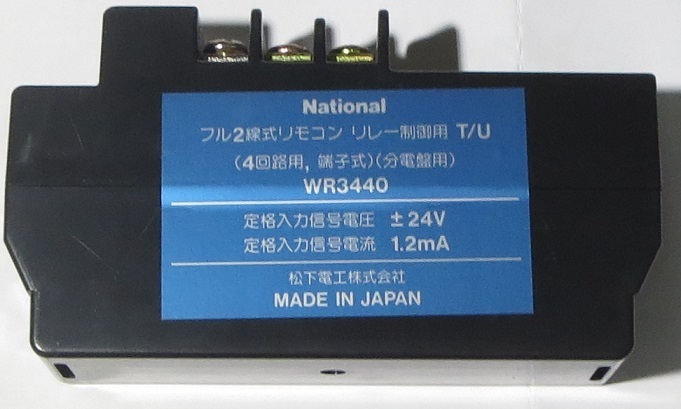 National
フル2線式リモコン リレー制御用 T/U
(4回路用, 端子式)(分電盤用)
WR3440
定格入力信号電圧 ±24V
定格入力信号電流 1.2mA
松下電工株式会社
MADE IN JAPAN